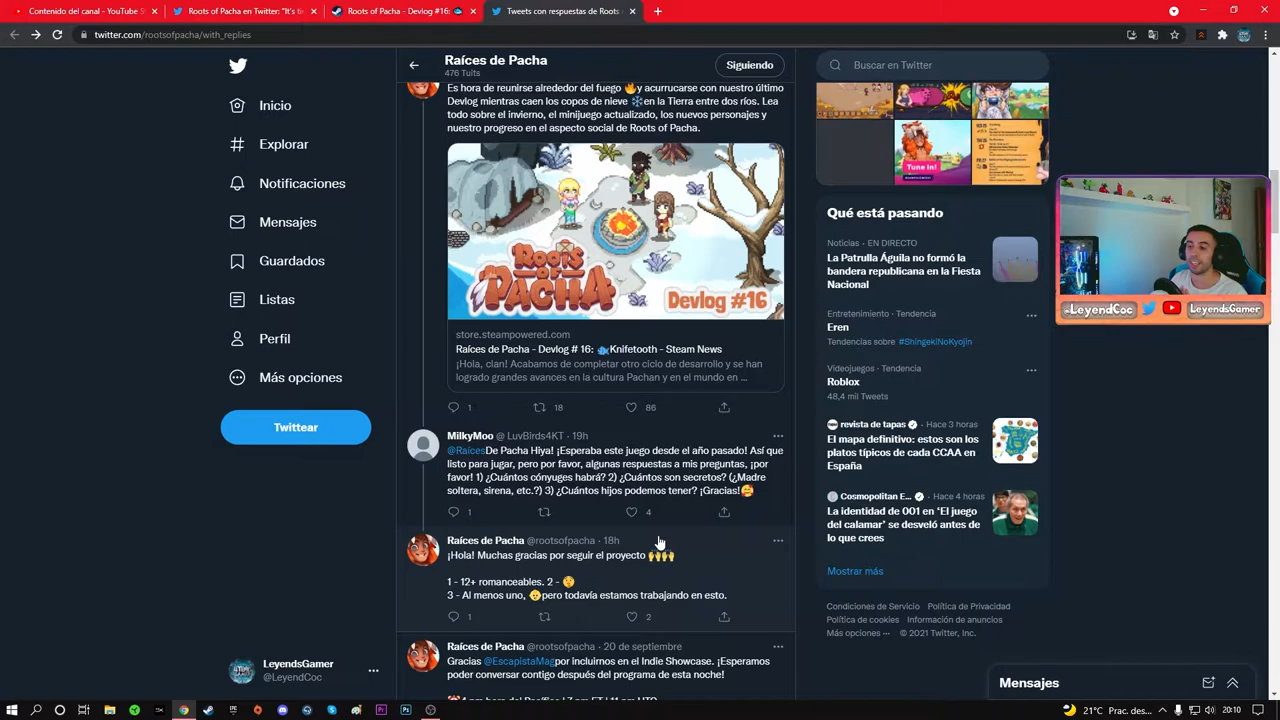 Contenido del canal - YouTube S
Roots of Pacha en Twitter: "It's ti
Roots of Pacha - Devlog #16:
Tweets con respuestas de Roots
twitter.com/rootsofpacha/with_replies
Inicio
Explorar
Notificaciones
Mensajes
Guardados
Listas
Perfil
Más opciones
Twittear
LeyendsGamer
@LeyendCoc
Raíces de Pacha
476 Tuits
Siguiendo
Es hora de reunirse alrededor del fuego 🔥y acurrucarse con nuestro último
Devlog mientras caen los copos de nieve ❄️en la Tierra entre dos ríos. Lea
todo sobre el invierno, el minijuego actualizado, los nuevos personajes y
nuestro progreso en el aspecto social de Roots of Pacha.
ROOTS
OF
PACHA
Devlog #16
store.steampowered.com
Raíces de Pacha - Devlog # 16: 🐟Knifetooth - Steam News
¡Hola, clan! Acabamos de completar otro ciclo de desarrollo y se han
logrado grandes avances en la cultura Pachan y en el mundo en ...
1 18 86
MilkyMoo @ LuvBirds4KT · 19h
@RaícesDe Pacha Hiya! ¡Esperaba este juego desde el año pasado! Así que
listo para jugar, pero por favor, algunas respuestas a mis preguntas, ¡por
favor! 1) ¿Cuántos cónyuges habrá? 2) ¿Cuántos son secretos? (¿Madre
soltera, sirena, etc.?) 3) ¿Cuántos hijos podemos tener? ¡Gracias!🥰
1 4
Raíces de Pacha @rootsofpacha · 18h
¡Hola! Muchas gracias por seguir el proyecto 🙌🙌
1 - 12+ romanceables. 2 - 🤫
3 - Al menos uno, 👶pero todavía estamos trabajando en esto.
1 2
Raíces de Pacha @rootsofpacha · 20 de septiembre
Gracias @EscapistaMagpor incluirnos en el Indie Showcase. ¡Esperamos
poder conversar contigo después del programa de esta noche!
Buscar en Twitter
Tune In!
Qué está pasando
Noticias · EN DIRECTO
La Patrulla Águila no formó la
bandera republicana en la Fiesta
Nacional
Entretenimiento · Tendencia
Eren
Tendencias sobre #ShingekiNoKyojin
Videojuegos · Tendencia
Roblox
48,4 mil Tweets
revista de tapas · Hace 3 horas
El mapa definitivo: estos son los
platos típicos de cada CCAA en
España
Cosmopolitan E... · Hace 4 horas
La identidad de 001 en 'El juego
del calamar' se desveló antes de
lo que crees
Mostrar más
Condiciones de Servicio Política de Privacidad
Política de cookies Información de anuncios
Más opciones ··· © 2021 Twitter, Inc.
Mensajes
@LeyendCoc
LeyendsGamer
21°C Prac. des... 20:10